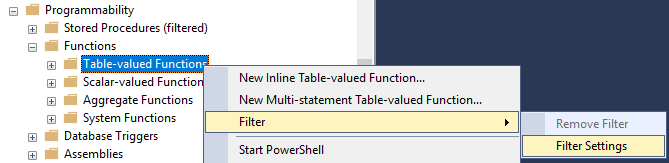 Programmability
Stored Procedures (filtered)
Functions
Table-valued Functions
Scalar-valued Function
Aggregate Functions
System Functions
Database Triggers
Assemblies
New Inline Table-valued Function...
New Multi-statement Table-valued Function...
Filter
Start PowerShell
Remove Filter
Filter Settings